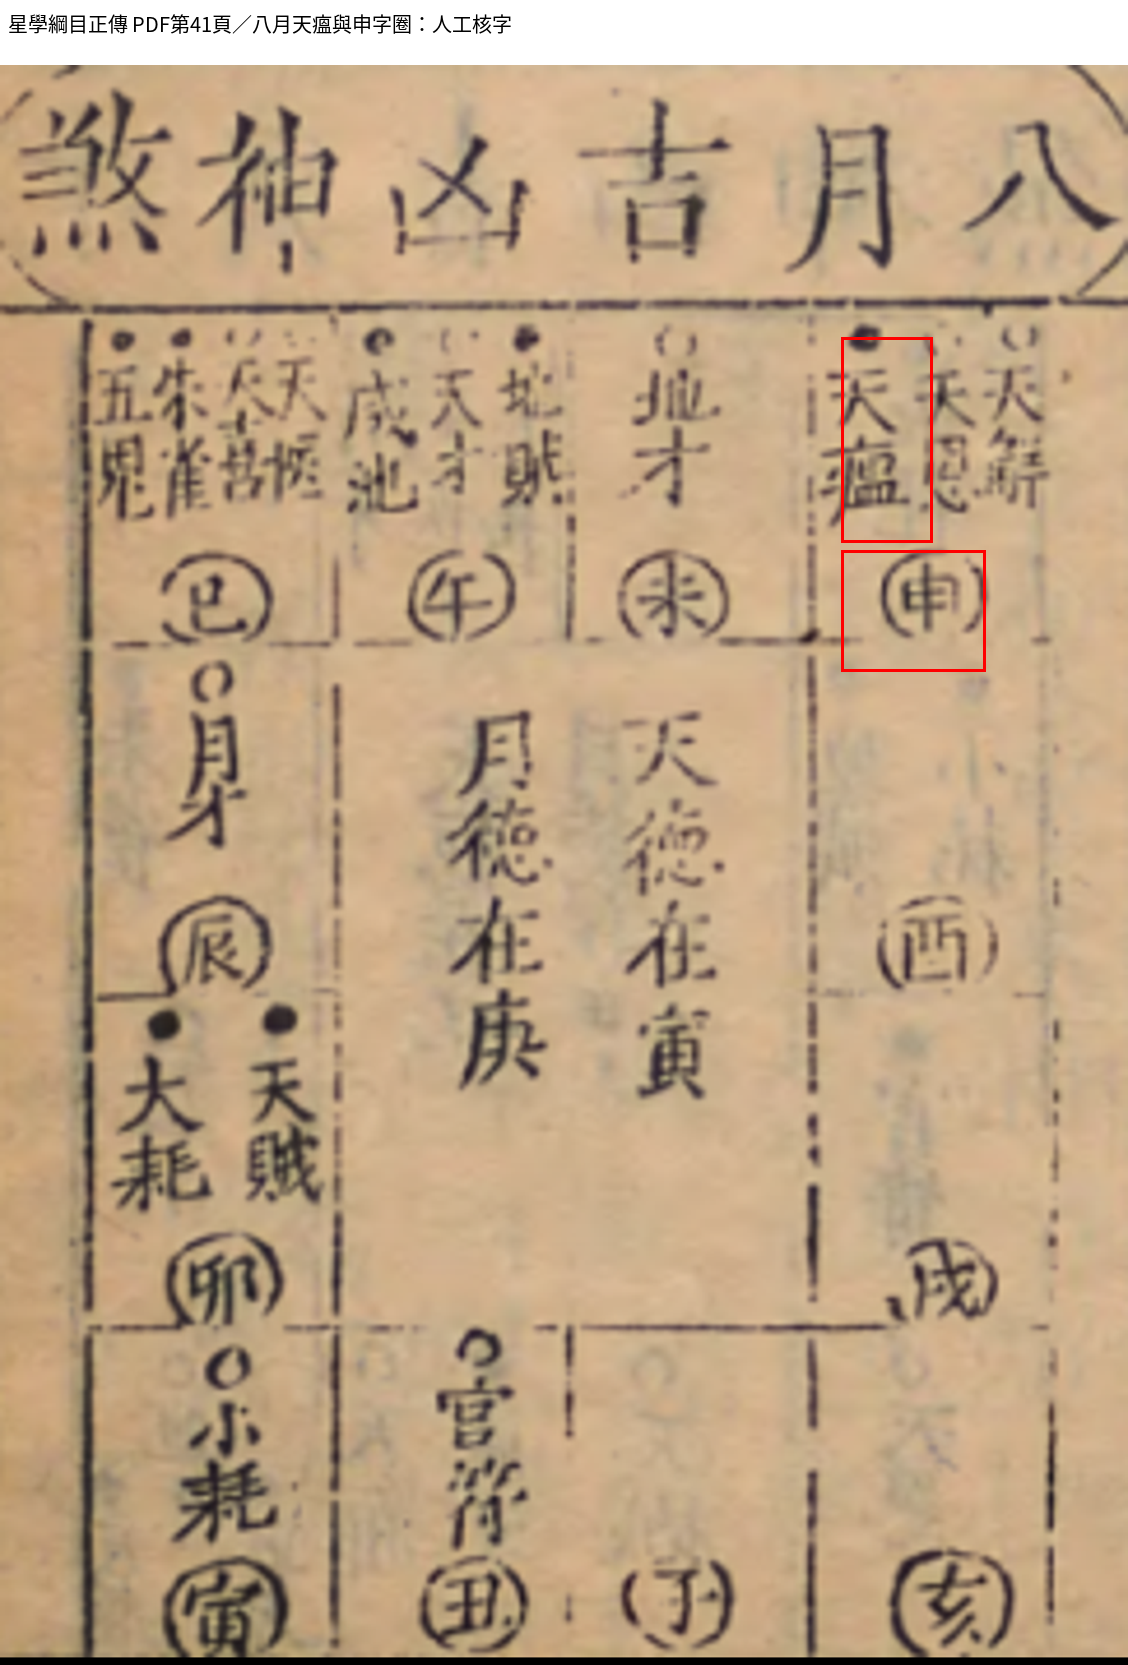 星學綱目正傳 PDF第41頁／八月天瘟與申字圈：人工核字
八月吉凶神煞
天解
天恩
天瘟
申
地才
未
地賊
天才
咸池
午
天
朱雀
五鬼
巳
天德在寅
月德在庚
酉
月才
辰
天賊
大耗
卯
戌
亥
子
官符
丑
小耗
寅